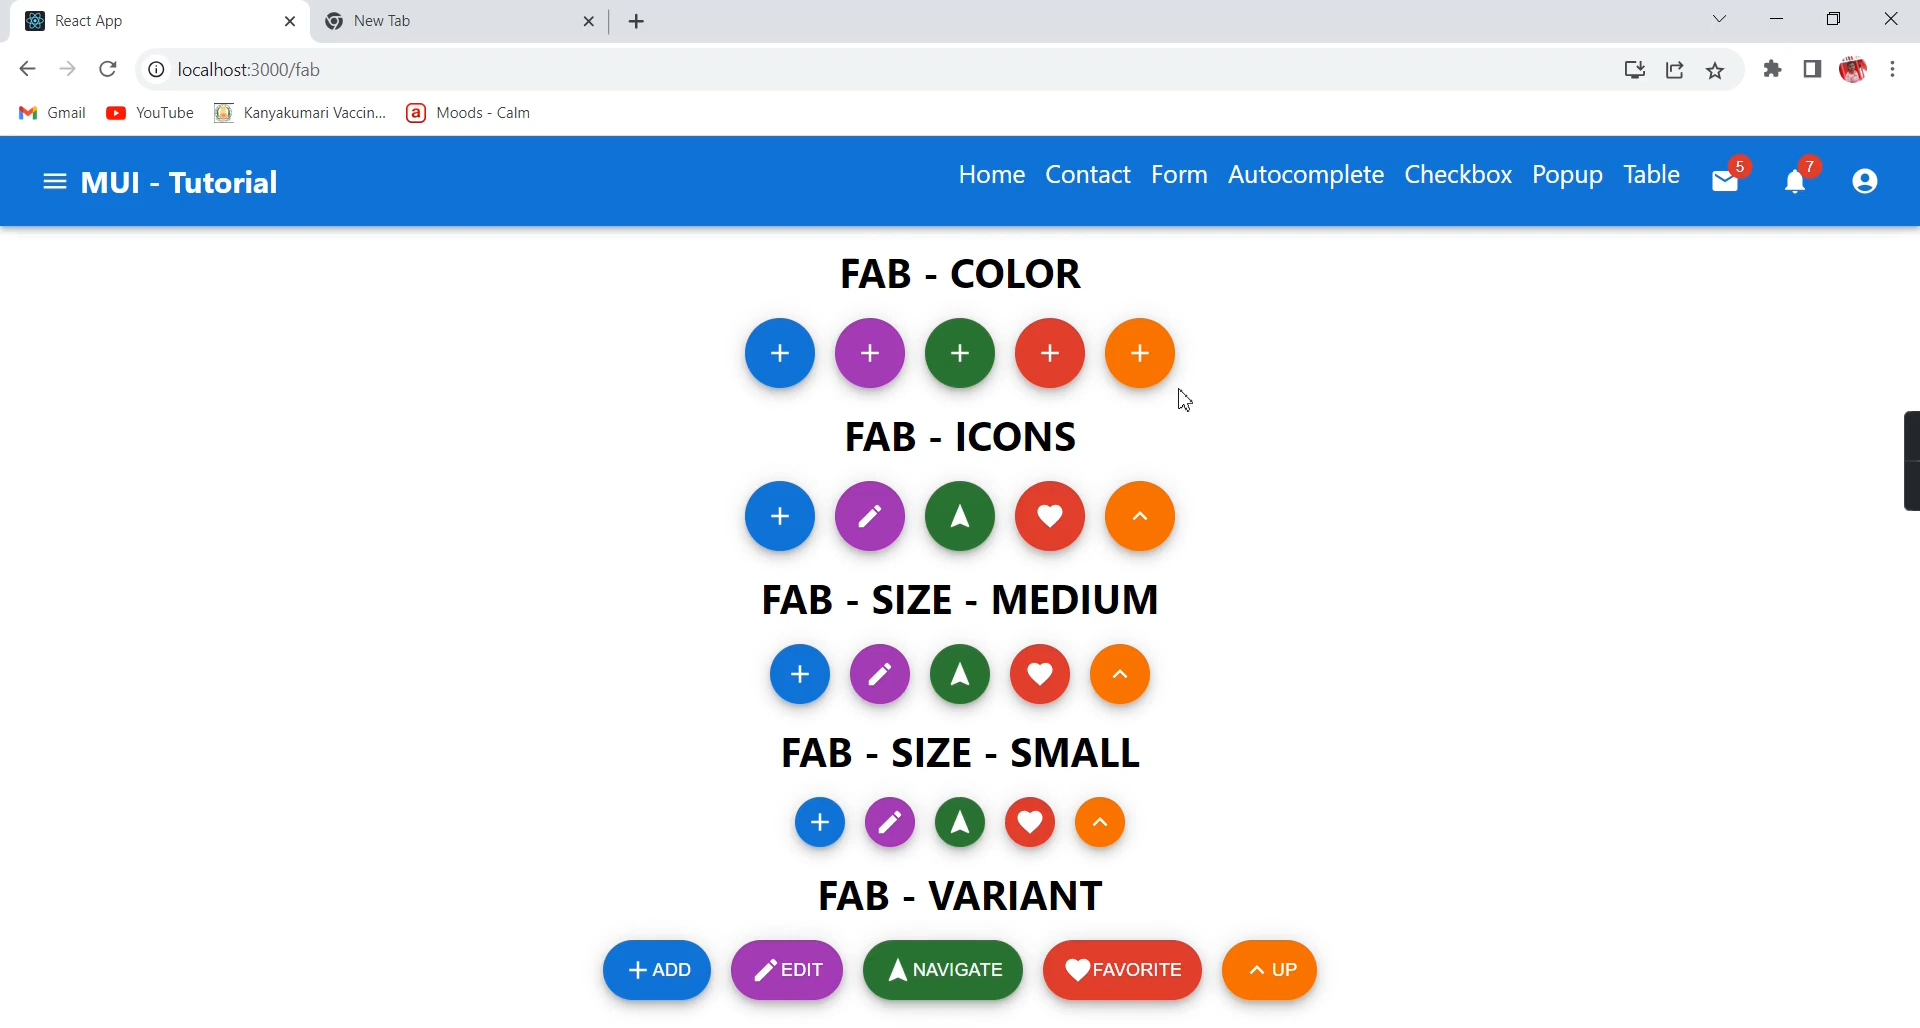 React App
New Tab
localhost:3000/fab
Gmail
YouTube
Kanyakumari Vaccin...
a
Moods - Calm
MUI - Tutorial
Home
Contact
Form
Autocomplete
Checkbox
Popup
Table
5
7
FAB - COLOR
FAB - ICONS
FAB - SIZE - MEDIUM
FAB - SIZE - SMALL
FAB - VARIANT
ADD
EDIT
NAVIGATE
FAVORITE
UP